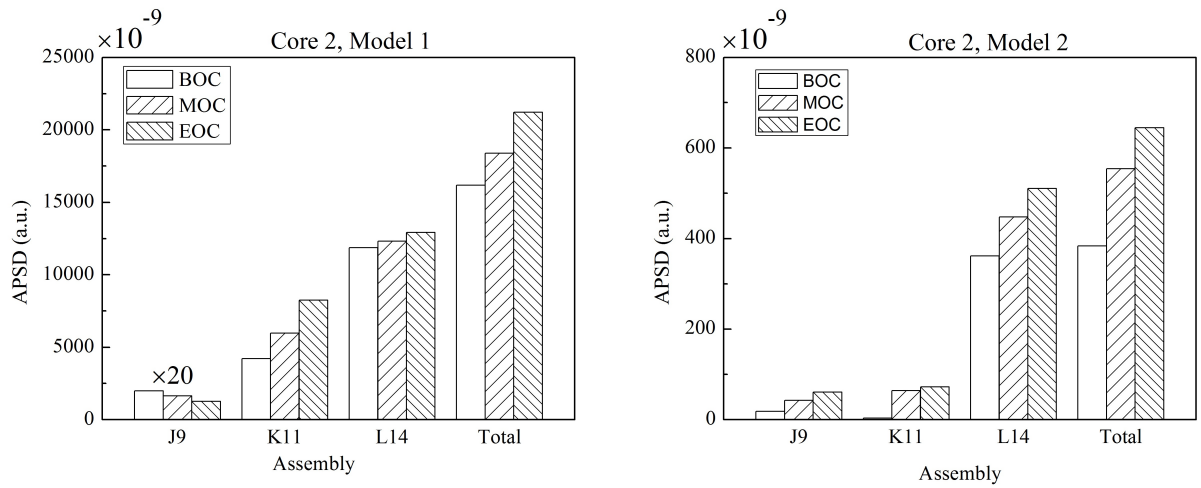 ×10⁻⁹
Core 2, Model 1
25000
20000
15000
10000
5000
0
APSD (a.u.)
BOC
MOC
EOC
×20
J9 K11 L14 Total
Assembly
×10⁻⁹
Core 2, Model 2
800
600
400
200
0
APSD (a.u.)
BOC
MOC
EOC
J9 K11 L14 Total
Assembly